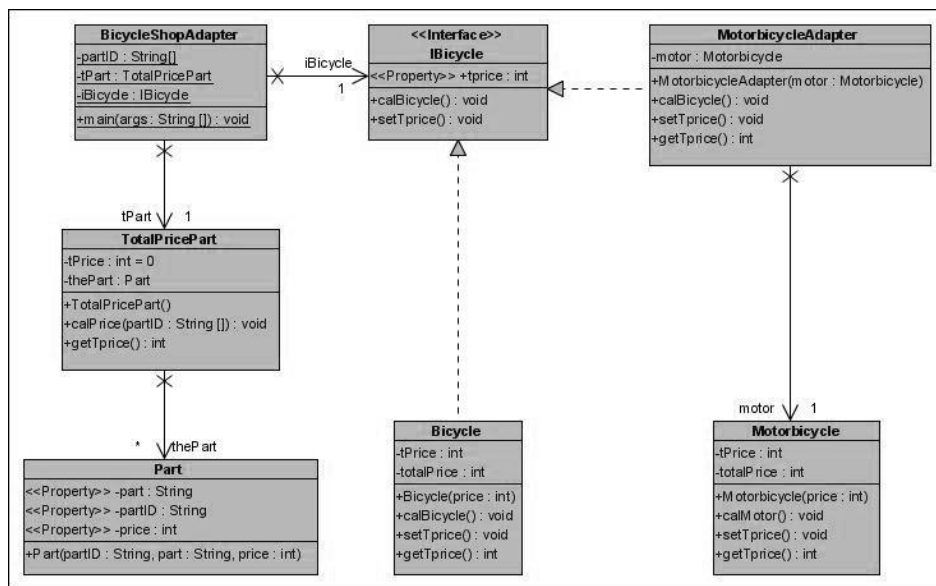 BicycleShopAdapter
-partID : String[]
-tPart : TotalPricePart
-iBicycle : IBicycle
+main(args : String []) : void
iBicycle
1
<<Interface>>
IBicycle
<<Property>> +tprice : int
+calBicycle() : void
+setTprice() : void
MotorbicycleAdapter
-motor : Motorbicycle
+MotorbicycleAdapter(motor : Motorbicycle)
+calBicycle() : void
+setTprice() : void
+getTprice() : int
tPart 1
TotalPricePart
-tPrice : int = 0
-thePart : Part
+TotalPricePart()
+calPrice(partID : String []) : void
+getTprice() : int
* thePart
Part
<<Property>> -part : String
<<Property>> -partID : String
<<Property>> -price : int
+Part(partID : String, part : String, price : int)
Bicycle
-tPrice : int
-totalPrice : int
+Bicycle(price : int)
+calBicycle() : void
+setTprice() : void
+getTprice() : int
motor 1
Motorbicycle
-tPrice : int
-totalPrice : int
+Motorbicycle(price : int)
+calMotor() : void
+setTprice() : void
+getTprice() : int